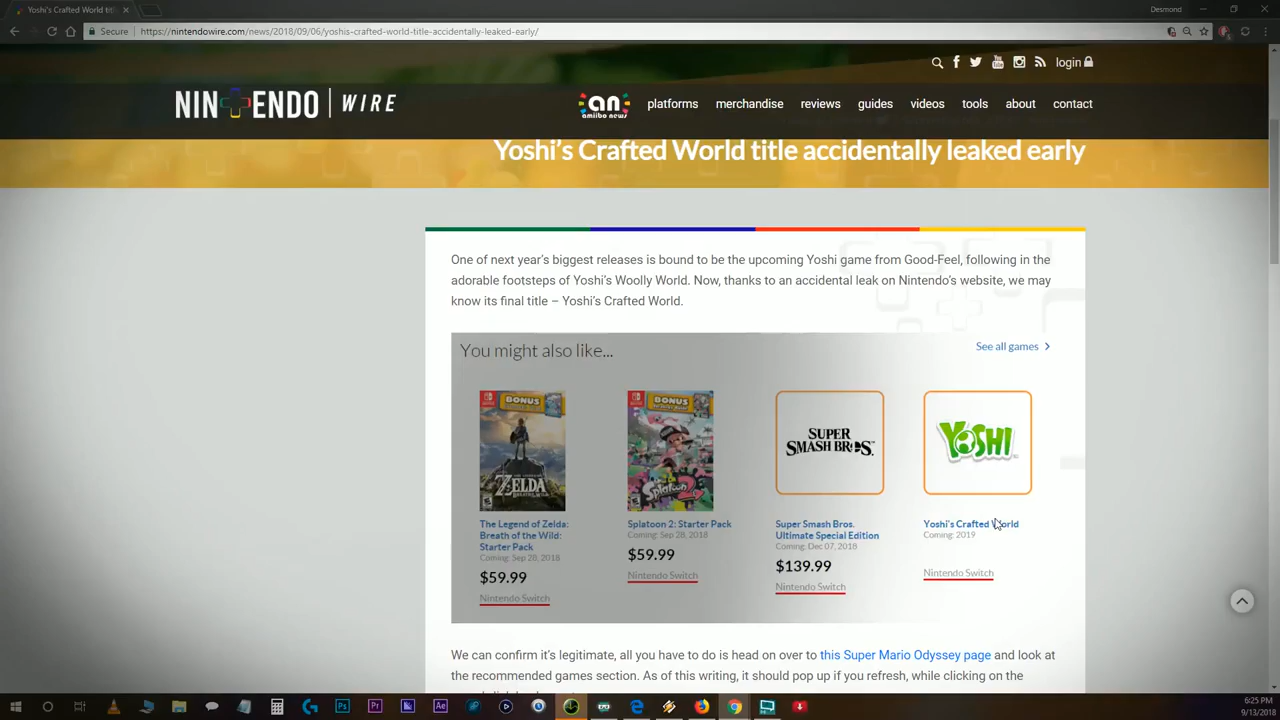 Yoshi's Crafted World tit
Desmond
Secure
https://nintendowire.com/news/2018/09/06/yoshis-crafted-world-title-accidentally-leaked-early/
login
NINTENDO WIRE
an amiibo news
platforms merchandise reviews guides videos tools about contact
Yoshi's Crafted World title accidentally leaked early
One of next year's biggest releases is bound to be the upcoming Yoshi game from Good-Feel, following in the
adorable footsteps of Yoshi's Woolly World. Now, thanks to an accidental leak on Nintendo's website, we may
know its final title – Yoshi's Crafted World.
You might also like...
See all games
BONUS
ZELDA
The Legend of Zelda:
Breath of the Wild:
Starter Pack
Coming: Sep 28, 2018
$59.99
Nintendo Switch
BONUS
Splatoon 2
Splatoon 2: Starter Pack
Coming: Sep 28, 2018
$59.99
Nintendo Switch
SUPER
SMASH BROS.
Super Smash Bros.
Ultimate Special Edition
Coming: Dec 07, 2018
$139.99
Nintendo Switch
YOSHI
Yoshi's Crafted World
Coming: 2019
Nintendo Switch
We can confirm it's legitimate, all you have to do is head on over to this Super Mario Odyssey page and look at
the recommended games section. As of this writing, it should pop up if you refresh, while clicking on the
6:25 PM
9/13/2018